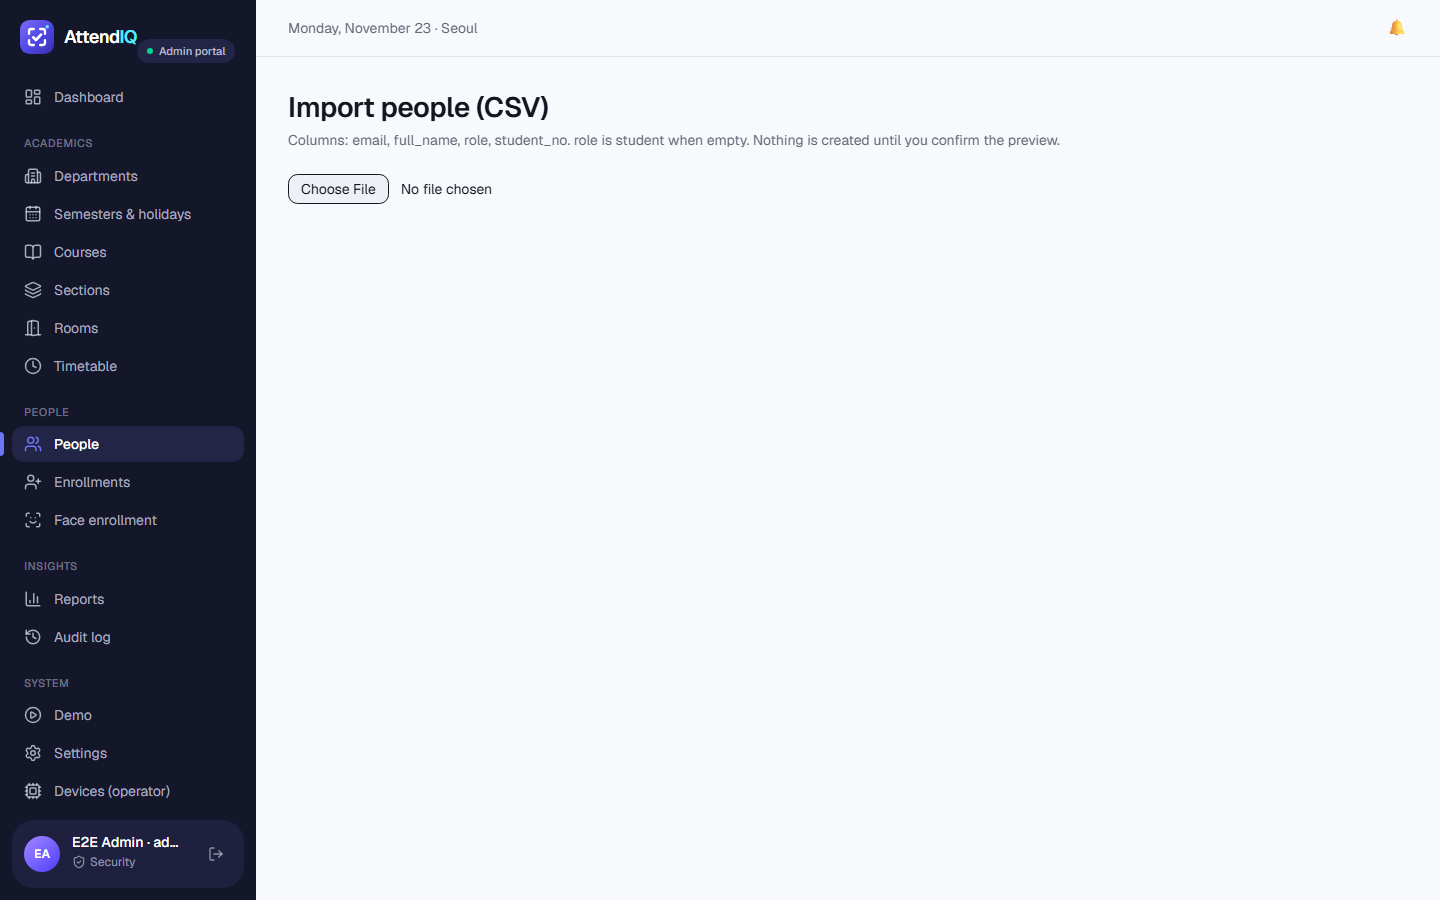 AttendIQ
Admin portal
Dashboard
ACADEMICS
Departments
Semesters & holidays
Courses
Sections
Rooms
Timetable
PEOPLE
People
Enrollments
Face enrollment
INSIGHTS
Reports
Audit log
SYSTEM
Demo
Settings
Devices (operator)
EA
E2E Admin · ad...
Security
Monday, November 23 · Seoul
Import people (CSV)
Columns: email, full_name, role, student_no. role is student when empty. Nothing is created until you confirm the preview.
Choose File No file chosen